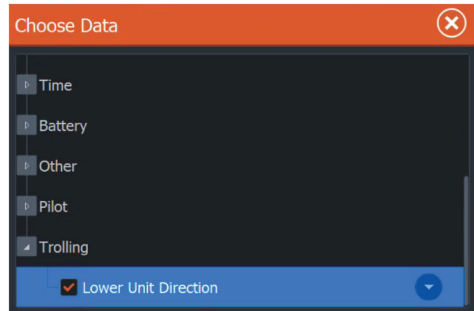 Choose Data
Time
Battery
Other
Pilot
Trolling
Lower Unit Direction